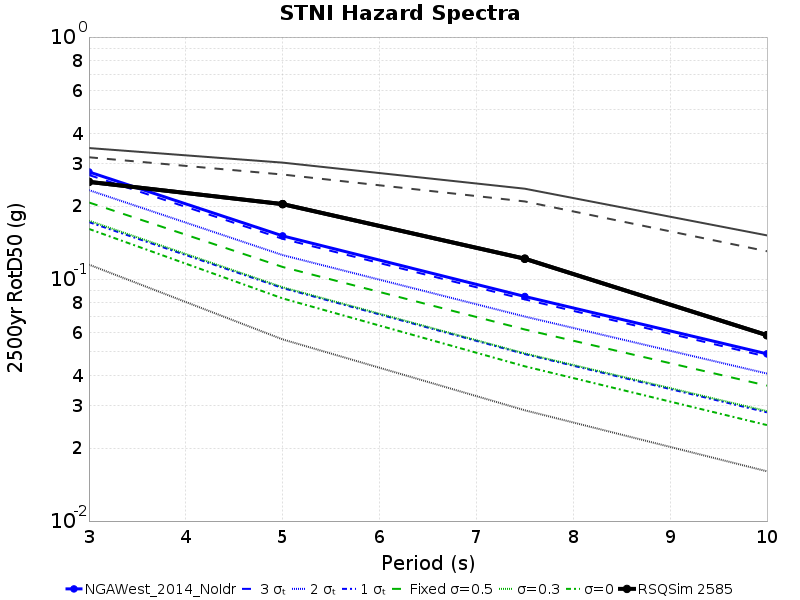 STNI Hazard Spectra
10⁰
8
6
4
3
2
10⁻¹
8
6
4
3
2
10⁻²
2500yr RotD50 (g)
3 4 5 6 7 8 9 10
Period (s)
NGAWest_2014_NoIdr 3 σₜ 2 σₜ 1 σₜ Fixed σ=0.5 σ=0.3 σ=0 RSQSim 2585